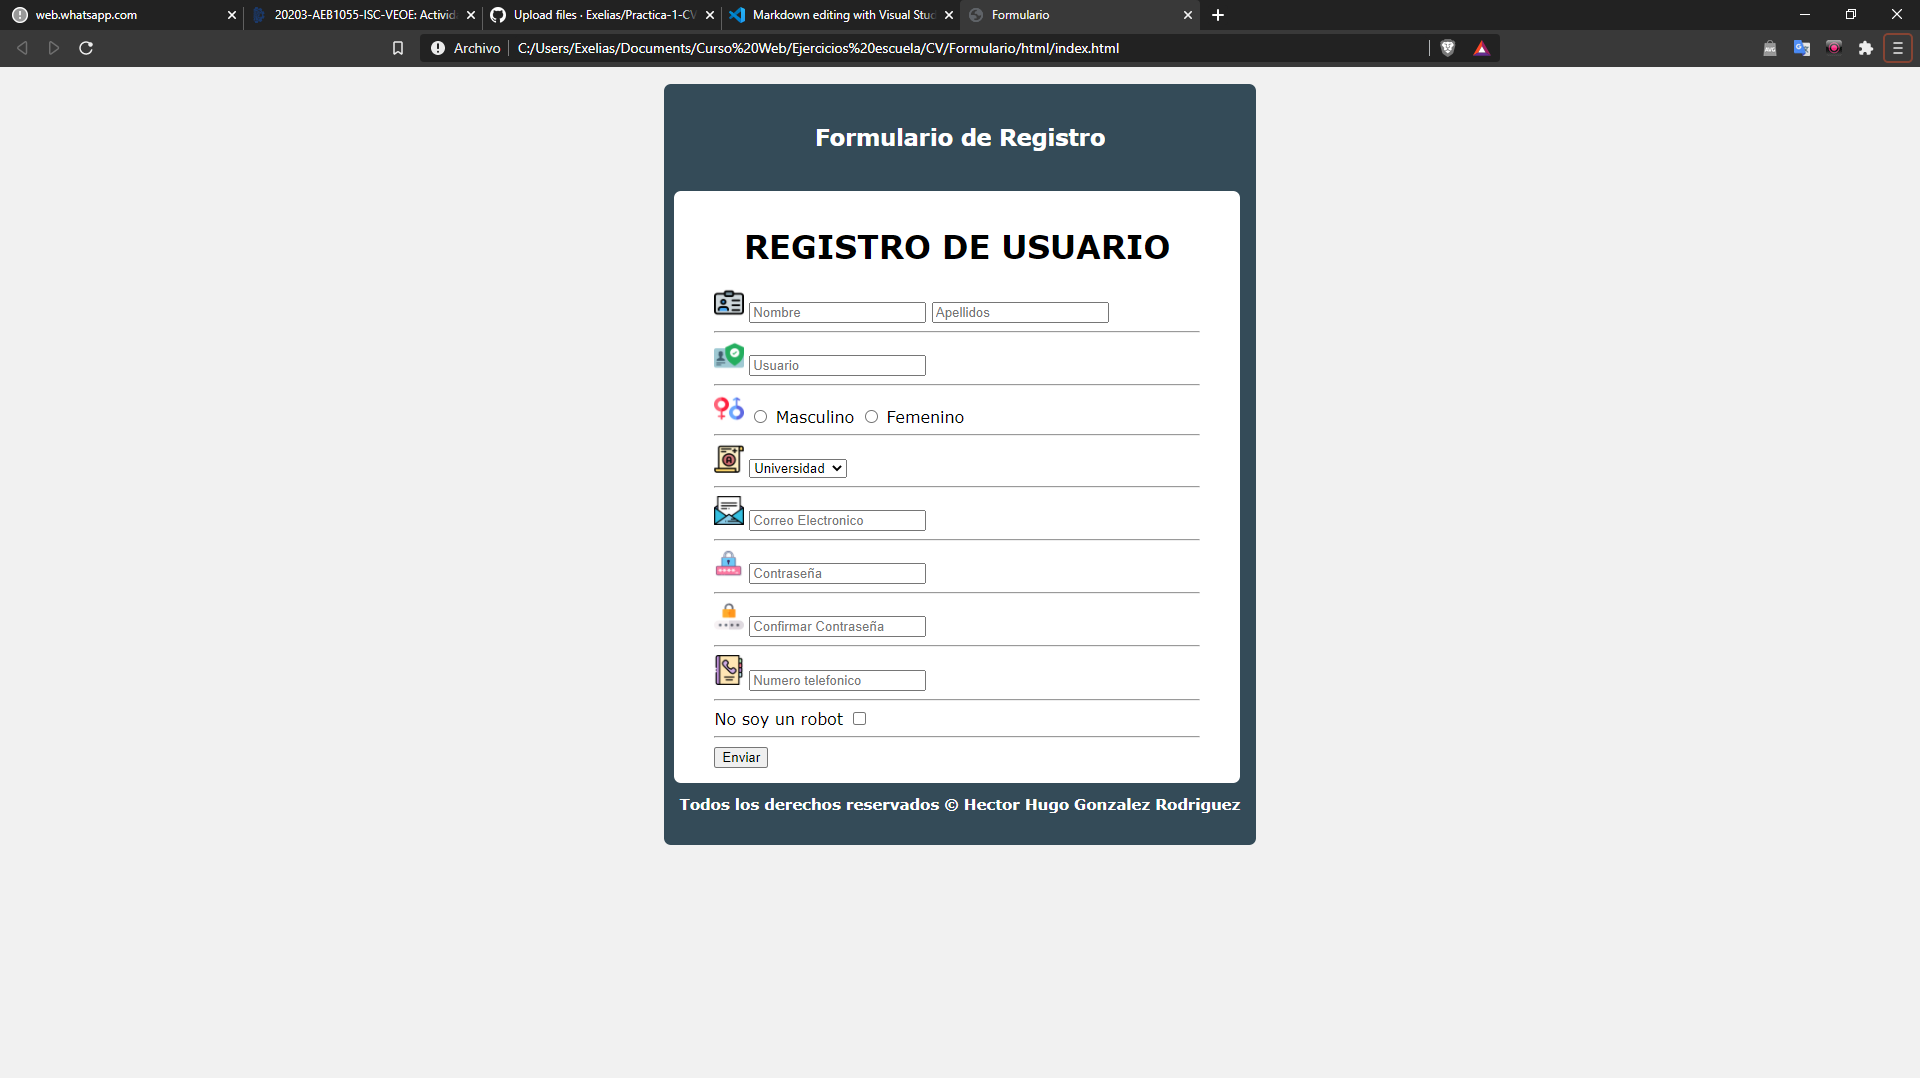 web.whatsapp.com
20203-AEB1055-ISC-VEOE: Activid
Upload files · Exelias/Practica-1-CV
Markdown editing with Visual Stud
Formulario
Archivo
C:/Users/Exelias/Documents/Curso%20Web/Ejercicios%20escuela/CV/Formulario/html/index.html
Formulario de Registro
REGISTRO DE USUARIO
Nombre Apellidos
Usuario
Masculino Femenino
Universidad
Correo Electronico
Contraseña
Confirmar Contraseña
Numero telefonico
No soy un robot
Enviar
Todos los derechos reservados © Hector Hugo Gonzalez Rodriguez